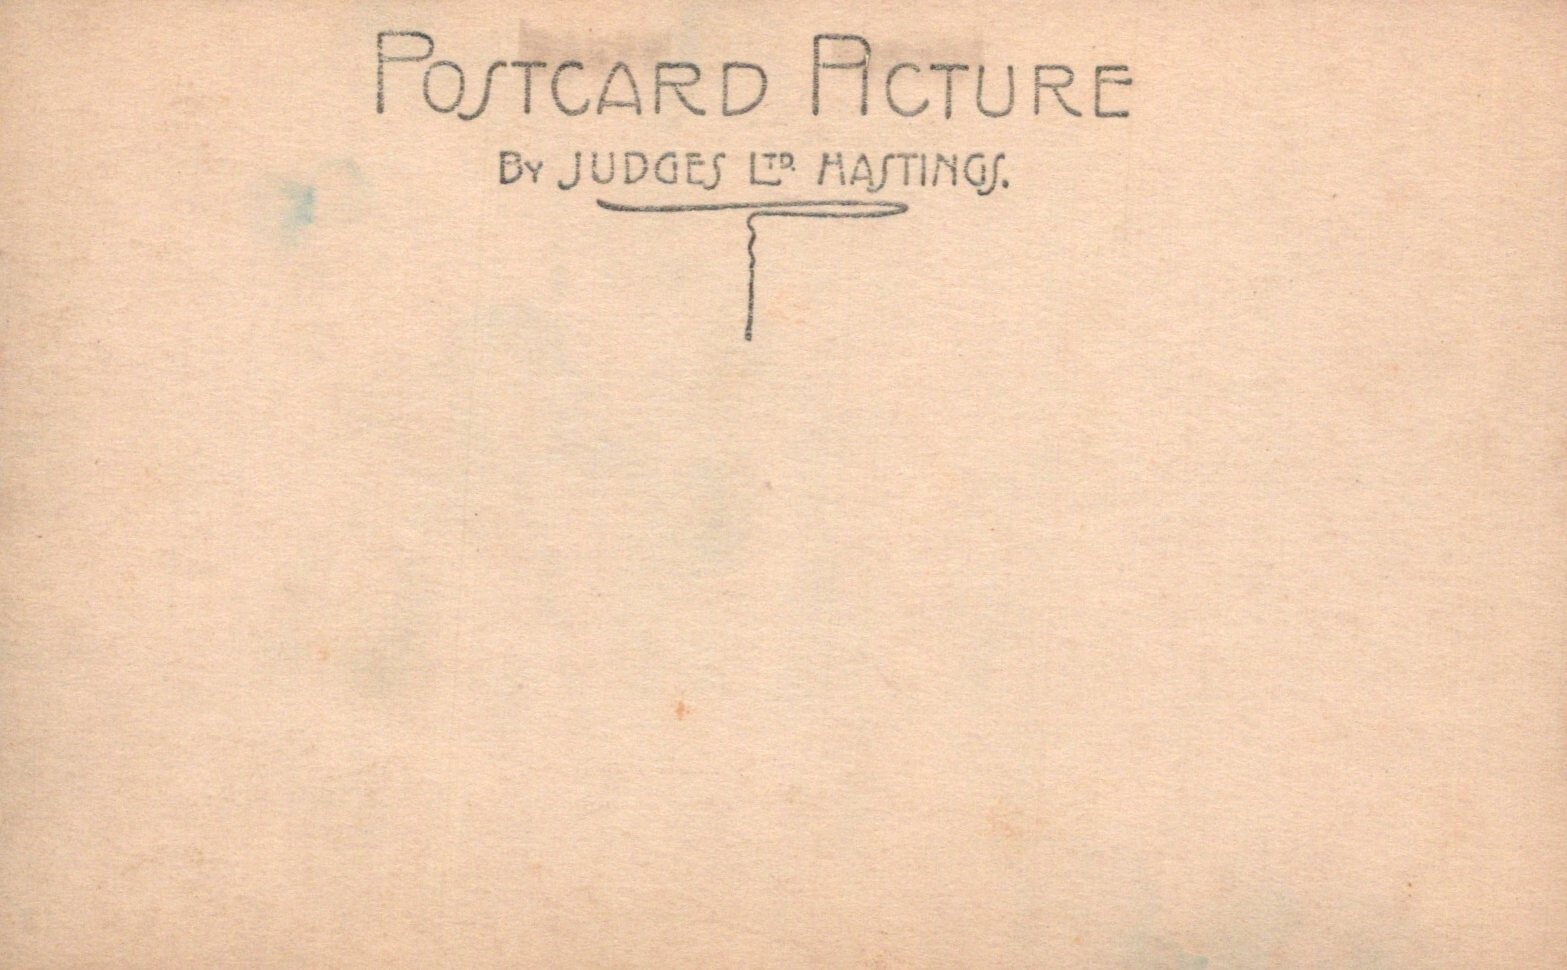 POSTCARD PICTURE
BY JUDGES LTD. HASTINGS.